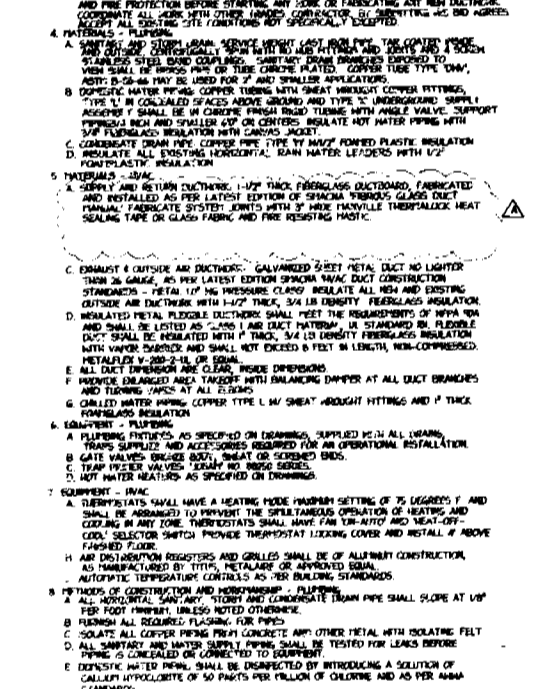 AND FIRE PROTECTION BEFORE STARTING ANY WORK OR FABRICATING ANY NEW DUCTWORK.
COORDINATE ALL WORK WITH OTHER TRADES. CONTRACTOR, BY SUBMITTING HIS BID AGREES
ACCEPT ALL EXISTING SITE CONDITIONS NOT SPECIFICALLY EXCEPTED
4. MATERIALS - PLUMBING
A. SANITARY AND STORM DRAIN, SERVICE WEIGHT CAST IRON PIPE, TAR COATED INSIDE
AND OUTSIDE, CENTRIFUGALLY SPUN WITH NO HUB FITTINGS AND JOINTS AND 4 SCREW
STAINLESS STEEL BAND COUPLINGS. SANITARY DRAIN BRANCHES EXPOSED TO
VIEW SHALL BE BRASS PIPE OR TUBE CHROME PLATED. COPPER TUBE TYPE 'DWV',
ASTM MAY BE USED FOR 3" AND SMALLER APPLICATIONS.
B DOMESTIC WATER PIPING COPPER TUBING WITH SWEAT WROUGHT COPPER FITTINGS,
TYPE 'L' IN CONCEALED SPACES ABOVE GROUND AND TYPE 'K' UNDERGROUND SUPPLY
ASSEMBLY SHALL BE IN CHROME FINISH RIGID TUBING WITH ANGLE VALVE. SUPPORT
PIPING INCH AND SMALLER CENTERS INSULATE HOT WATER PIPING WITH
FIBERGLASS INSULATION WITH CANVAS JACKET.
C. CONDENSATE DRAIN PIPE. COPPER PIPE TYPE 'M' W/1/2" FOAMED PLASTIC INSULATION
D. INSULATE ALL EXISTING HORIZONTAL RAIN WATER LEADERS WITH 1/2"
FOAMPLASTIC INSULATION
5 MATERIALS - HVAC
A. SUPPLY AND RETURN DUCTWORK. 1-1/2" THICK FIBERGLASS DUCTBOARD, FABRICATED
AND INSTALLED AS PER LATEST EDITION OF SMACNA 'FIBROUS GLASS DUCT
MANUAL' FABRICATE SYSTEM JOINTS WITH 3" WIDE MANVILLE THERMALOCK HEAT
SEALING TAPE OR GLASS FABRIC AND FIRE RESISTING MASTIC.
C. EXHAUST & OUTSIDE AIR DUCTWORK. GALVANIZED SHEET METAL DUCT NO LIGHTER
THAN 26 GAUGE, AS PER LATEST EDITION SMACNA HVAC DUCT CONSTRUCTION
STANDARDS - METAL WG PRESSURE CLASS) INSULATE ALL NEW AND EXISTING
OUTSIDE AIR DUCTWORK WITH 1-1/2" THICK, 3/4 LB DENSITY FIBERGLASS INSULATION.
D. INSULATED METAL FLEXIBLE DUCTWORK SHALL MEET THE REQUIREMENTS OF NFPA 90A
AND SHALL BE LISTED AS CLASS 1 AIR DUCT MATERIAL, UL STANDARD 181. FLEXIBLE
DUCT SHALL BE INSULATED WITH 1" THICK, 3/4 LB DENSITY FIBERGLASS INSULATION
WITH VAPOR BARRIER AND SHALL NOT EXCEED 8 FEET IN LENGTH, NON-COMPRESSED.
METALFLEX OR EQUAL.
E. ALL DUCT DIMENSION ARE CLEAR, INSIDE DIMENSIONS.
F PROVIDE ENLARGED AREA TAKEOFF WITH BALANCING DAMPER AT ALL DUCT BRANCHES
AND TURNING VANES AT ALL ELBOWS
G. CHILLED WATER PIPING COPPER TYPE L W/ SWEAT WROUGHT FITTINGS AND 1" THICK
FOAMGLASS INSULATION
6. EQUIPMENT - PLUMBING
A PLUMBING FIXTURES AS SPECIFIED ON DRAWINGS, SUPPLIED WITH ALL DRAINS,
TRAPS SUPPLIES AND ACCESSORIES REQUIRED FOR AN OPERATIONAL INSTALLATION.
B GATE VALVES BRONZE BODY, SWEAT OR SCREWED ENDS.
C. TRAP PRIMER VALVES SERIES.
D. HOT WATER HEATERS AS SPECIFIED ON DRAWINGS.
7 EQUIPMENT - HVAC
A. THERMOSTATS SHALL HAVE A HEATING MODE MAXIMUM SETTING OF 75 DEGREES F AND
SHALL BE ARRANGED TO PREVENT THE SIMULTANEOUS OPERATION OF HEATING AND
COOLING IN ANY ZONE. THERMOSTATS SHALL HAVE FAN 'ON-AUTO' AND 'HEAT-OFF-
COOL' SELECTOR SWITCH PROVIDE THERMOSTAT LOCKING COVER AND INSTALL ABOVE
FINISHED FLOOR.
H AIR DISTRIBUTION REGISTERS AND GRILLES SHALL BE OF ALUMINUM CONSTRUCTION,
AS MANUFACTURED BY TITUS, METALAIRE OR APPROVED EQUAL.
AUTOMATIC TEMPERATURE CONTROLS AS PER BUILDING STANDARDS.
8 METHODS OF CONSTRUCTION AND WORKMANSHIP - PLUMBING
A ALL HORIZONTAL SANITARY, STORM AND CONDENSATE DRAIN PIPE SHALL SLOPE AT 1/8"
PER FOOT MINIMUM, UNLESS NOTED OTHERWISE.
B FURNISH ALL REQUIRED FLASHING FOR PIPES
C ISOLATE ALL COPPER PIPING FROM CONCRETE AND OTHER METAL WITH ISOLATING FELT
D. ALL SANITARY AND WATER SUPPLY PIPING SHALL BE TESTED FOR LEAKS BEFORE
PIPING IS CONCEALED OR CONNECTED TO EQUIPMENT.
E DOMESTIC WATER PIPING SHALL BE DISINFECTED BY INTRODUCING A SOLUTION OF
CALCIUM HYPOCLORITE OF 50 PARTS PER MILLION OF CHLORINE AND AS PER AWWA
STANDARDS